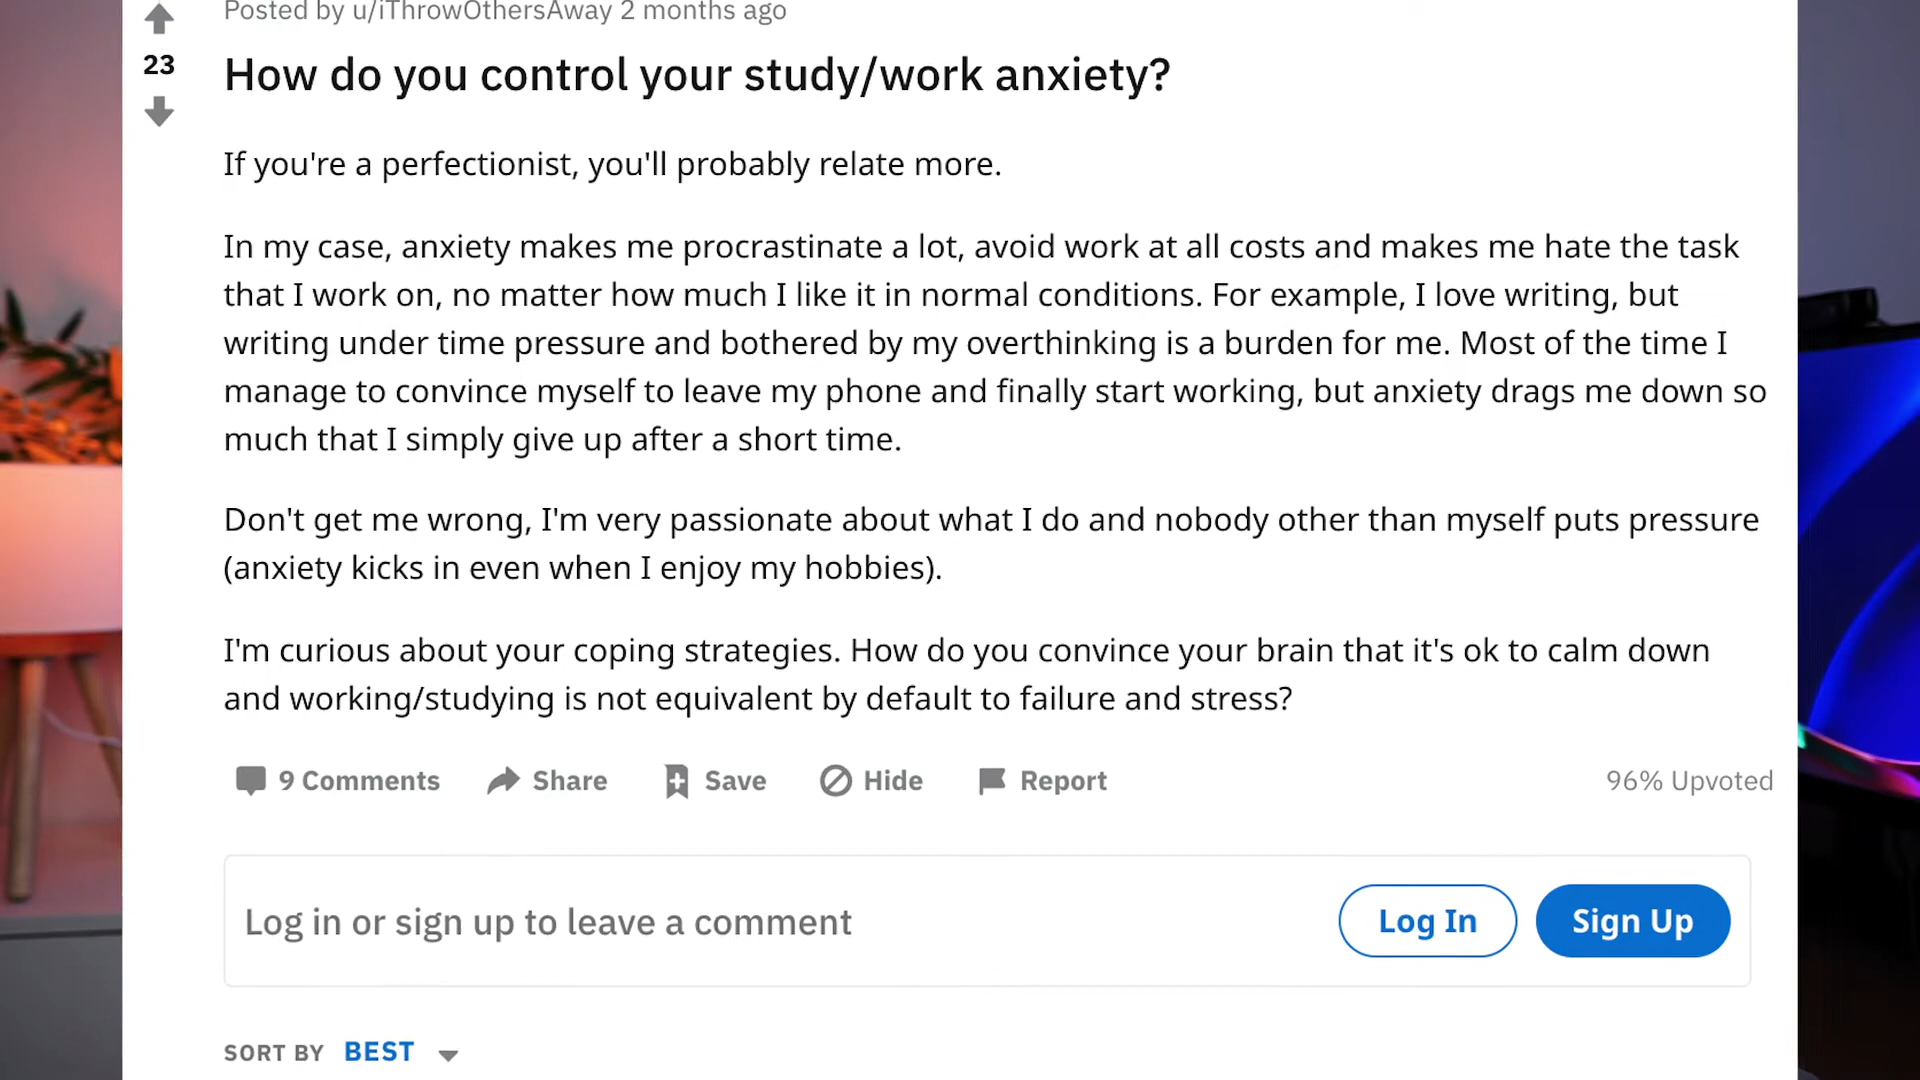 Posted by u/iThrowOthersAway 2 months ago
23
How do you control your study/work anxiety?
If you're a perfectionist, you'll probably relate more.
In my case, anxiety makes me procrastinate a lot, avoid work at all costs and makes me hate the task
that I work on, no matter how much I like it in normal conditions. For example, I love writing, but
writing under time pressure and bothered by my overthinking is a burden for me. Most of the time I
manage to convince myself to leave my phone and finally start working, but anxiety drags me down so
much that I simply give up after a short time.
Don't get me wrong, I'm very passionate about what I do and nobody other than myself puts pressure
(anxiety kicks in even when I enjoy my hobbies).
I'm curious about your coping strategies. How do you convince your brain that it's ok to calm down
and working/studying is not equivalent by default to failure and stress?
9 Comments Share Save Hide Report 96% Upvoted
Log in or sign up to leave a comment Log In Sign Up
SORT BY BEST